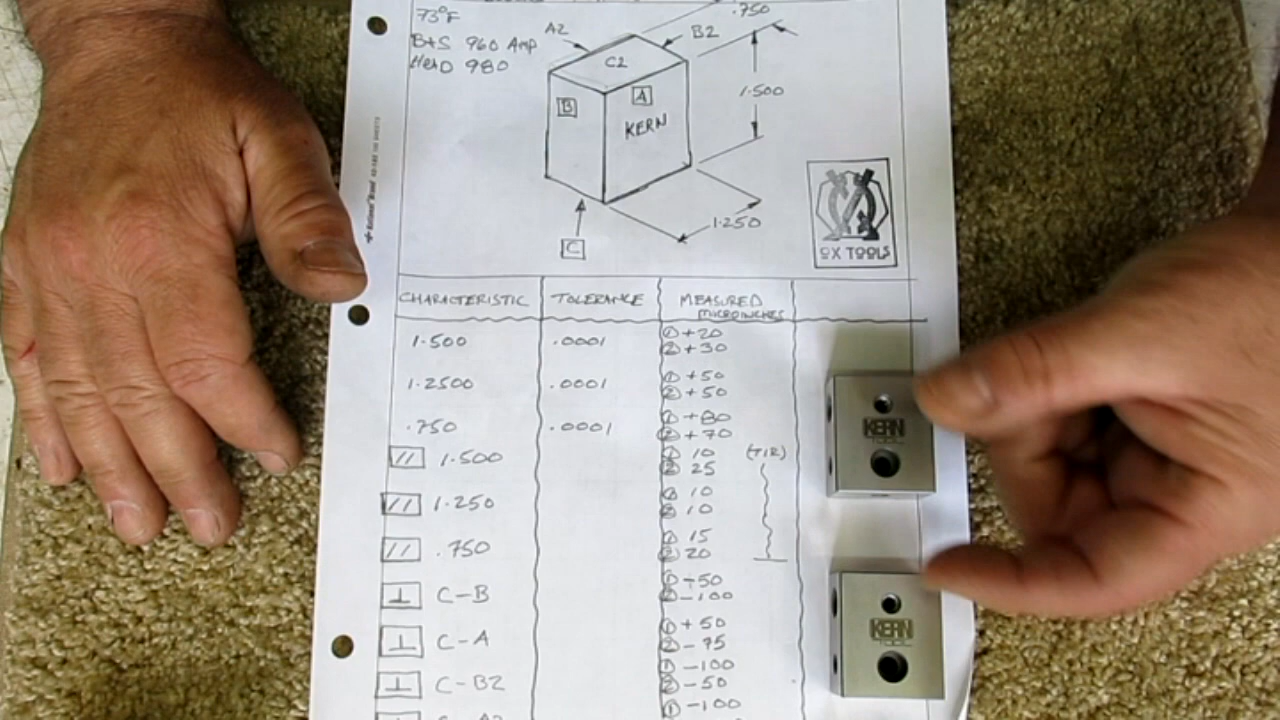 73°F
B+S 960 Amp
HEID 980
A2
B2
.750
C2
B
A
KERN
1.500
1.250
C
OX TOOLS
CHARACTERISTIC TOLERANCE MEASURED
MICROINCHES
1.500 .0001 ① +20
② +30
1.2500 .0001 ① +50
② +50
.750 .0001 ① +80
② +70
// 1.500 ① 10 (TIR)
② 25
// 1.250 ① 10
② 10
// .750 ① 15
② 20
⊥ C-B ① -50
② -100
⊥ C-A ① +50
② -75
⊥ C-B2 ① -100
② -50
① -100
KERN
TOOL
KERN
TOOL